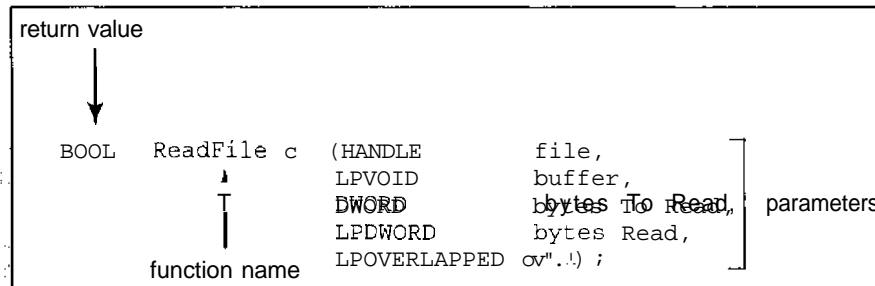 return value
BOOL ReadFile c (HANDLE file,
LPVOID buffer,
T DWORD bytes To Read, parameters
LPDWORD bytes Read,
LPOVERLAPPED ov".!) ;
function name